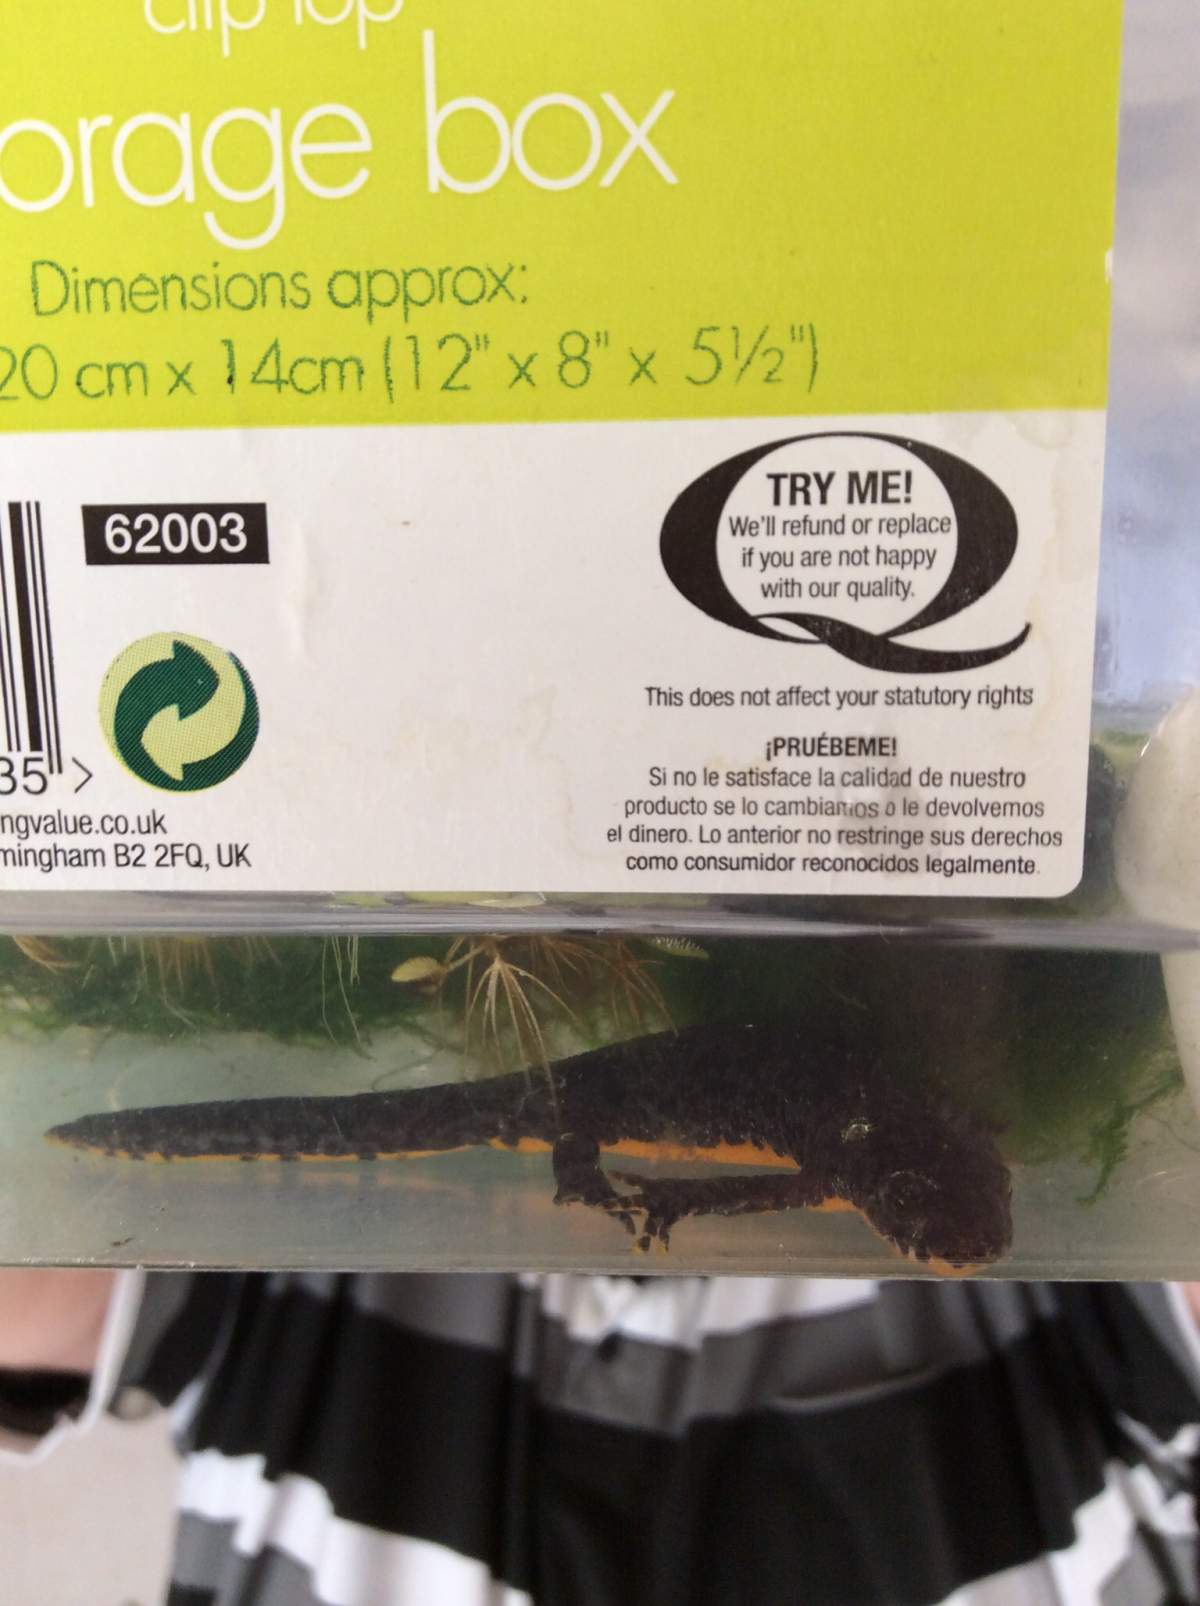 clip top
orage box
Dimensions approx:
20 cm x 14cm (12" x 8" x 5½")
62003
TRY ME!
We'll refund or replace
if you are not happy
with our quality.
This does not affect your statutory rights
¡PRUÉBEME!
Si no le satisface la calidad de nuestro
producto se lo cambiamos o le devolvemos
el dinero. Lo anterior no restringe sus derechos
como consumidor reconocidos legalmente.
35 >
ngvalue.co.uk
mingham B2 2FQ, UK